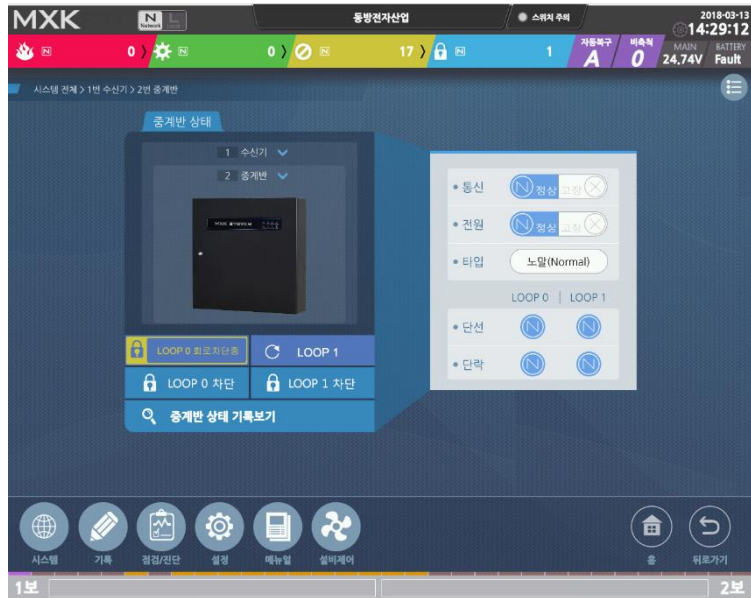 MXK
N
Network
L
동방전자산업
스위치 주의
2018-03-13
14:29:12
N 0
N 0
N 17
N 1
자동복구
A
비축적
0
MAIN
24.74V
BATTERY
Fault
시스템 전체 > 1번 수신기 > 2번 중계반
중계반 상태
1 수신기
2 중계반
MXK
통신 N 정상 고장
전원 N 정상 고장
타입 노말(Normal)
LOOP 0 | LOOP 1
단선 N N
단락 N N
LOOP 0 회로차단중
LOOP 1
LOOP 0 차단
LOOP 1 차단
중계반 상태 기록보기
시스템
기록
점검/진단
설정
메뉴얼
설비제어
홈
뒤로가기
1보
2보